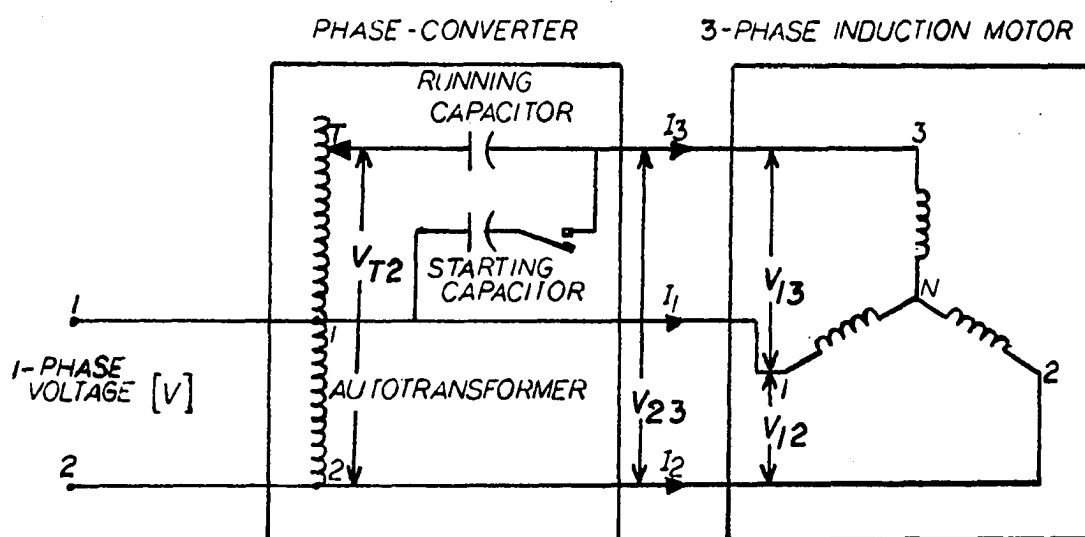 PHASE-CONVERTER
3-PHASE INDUCTION MOTOR
RUNNING
CAPACITOR
T
I3
3
VT2
STARTING
CAPACITOR
V13
N
1
1
I1
1-PHASE
VOLTAGE [V]
AUTOTRANSFORMER
V23
1
2
V12
2
2
I2